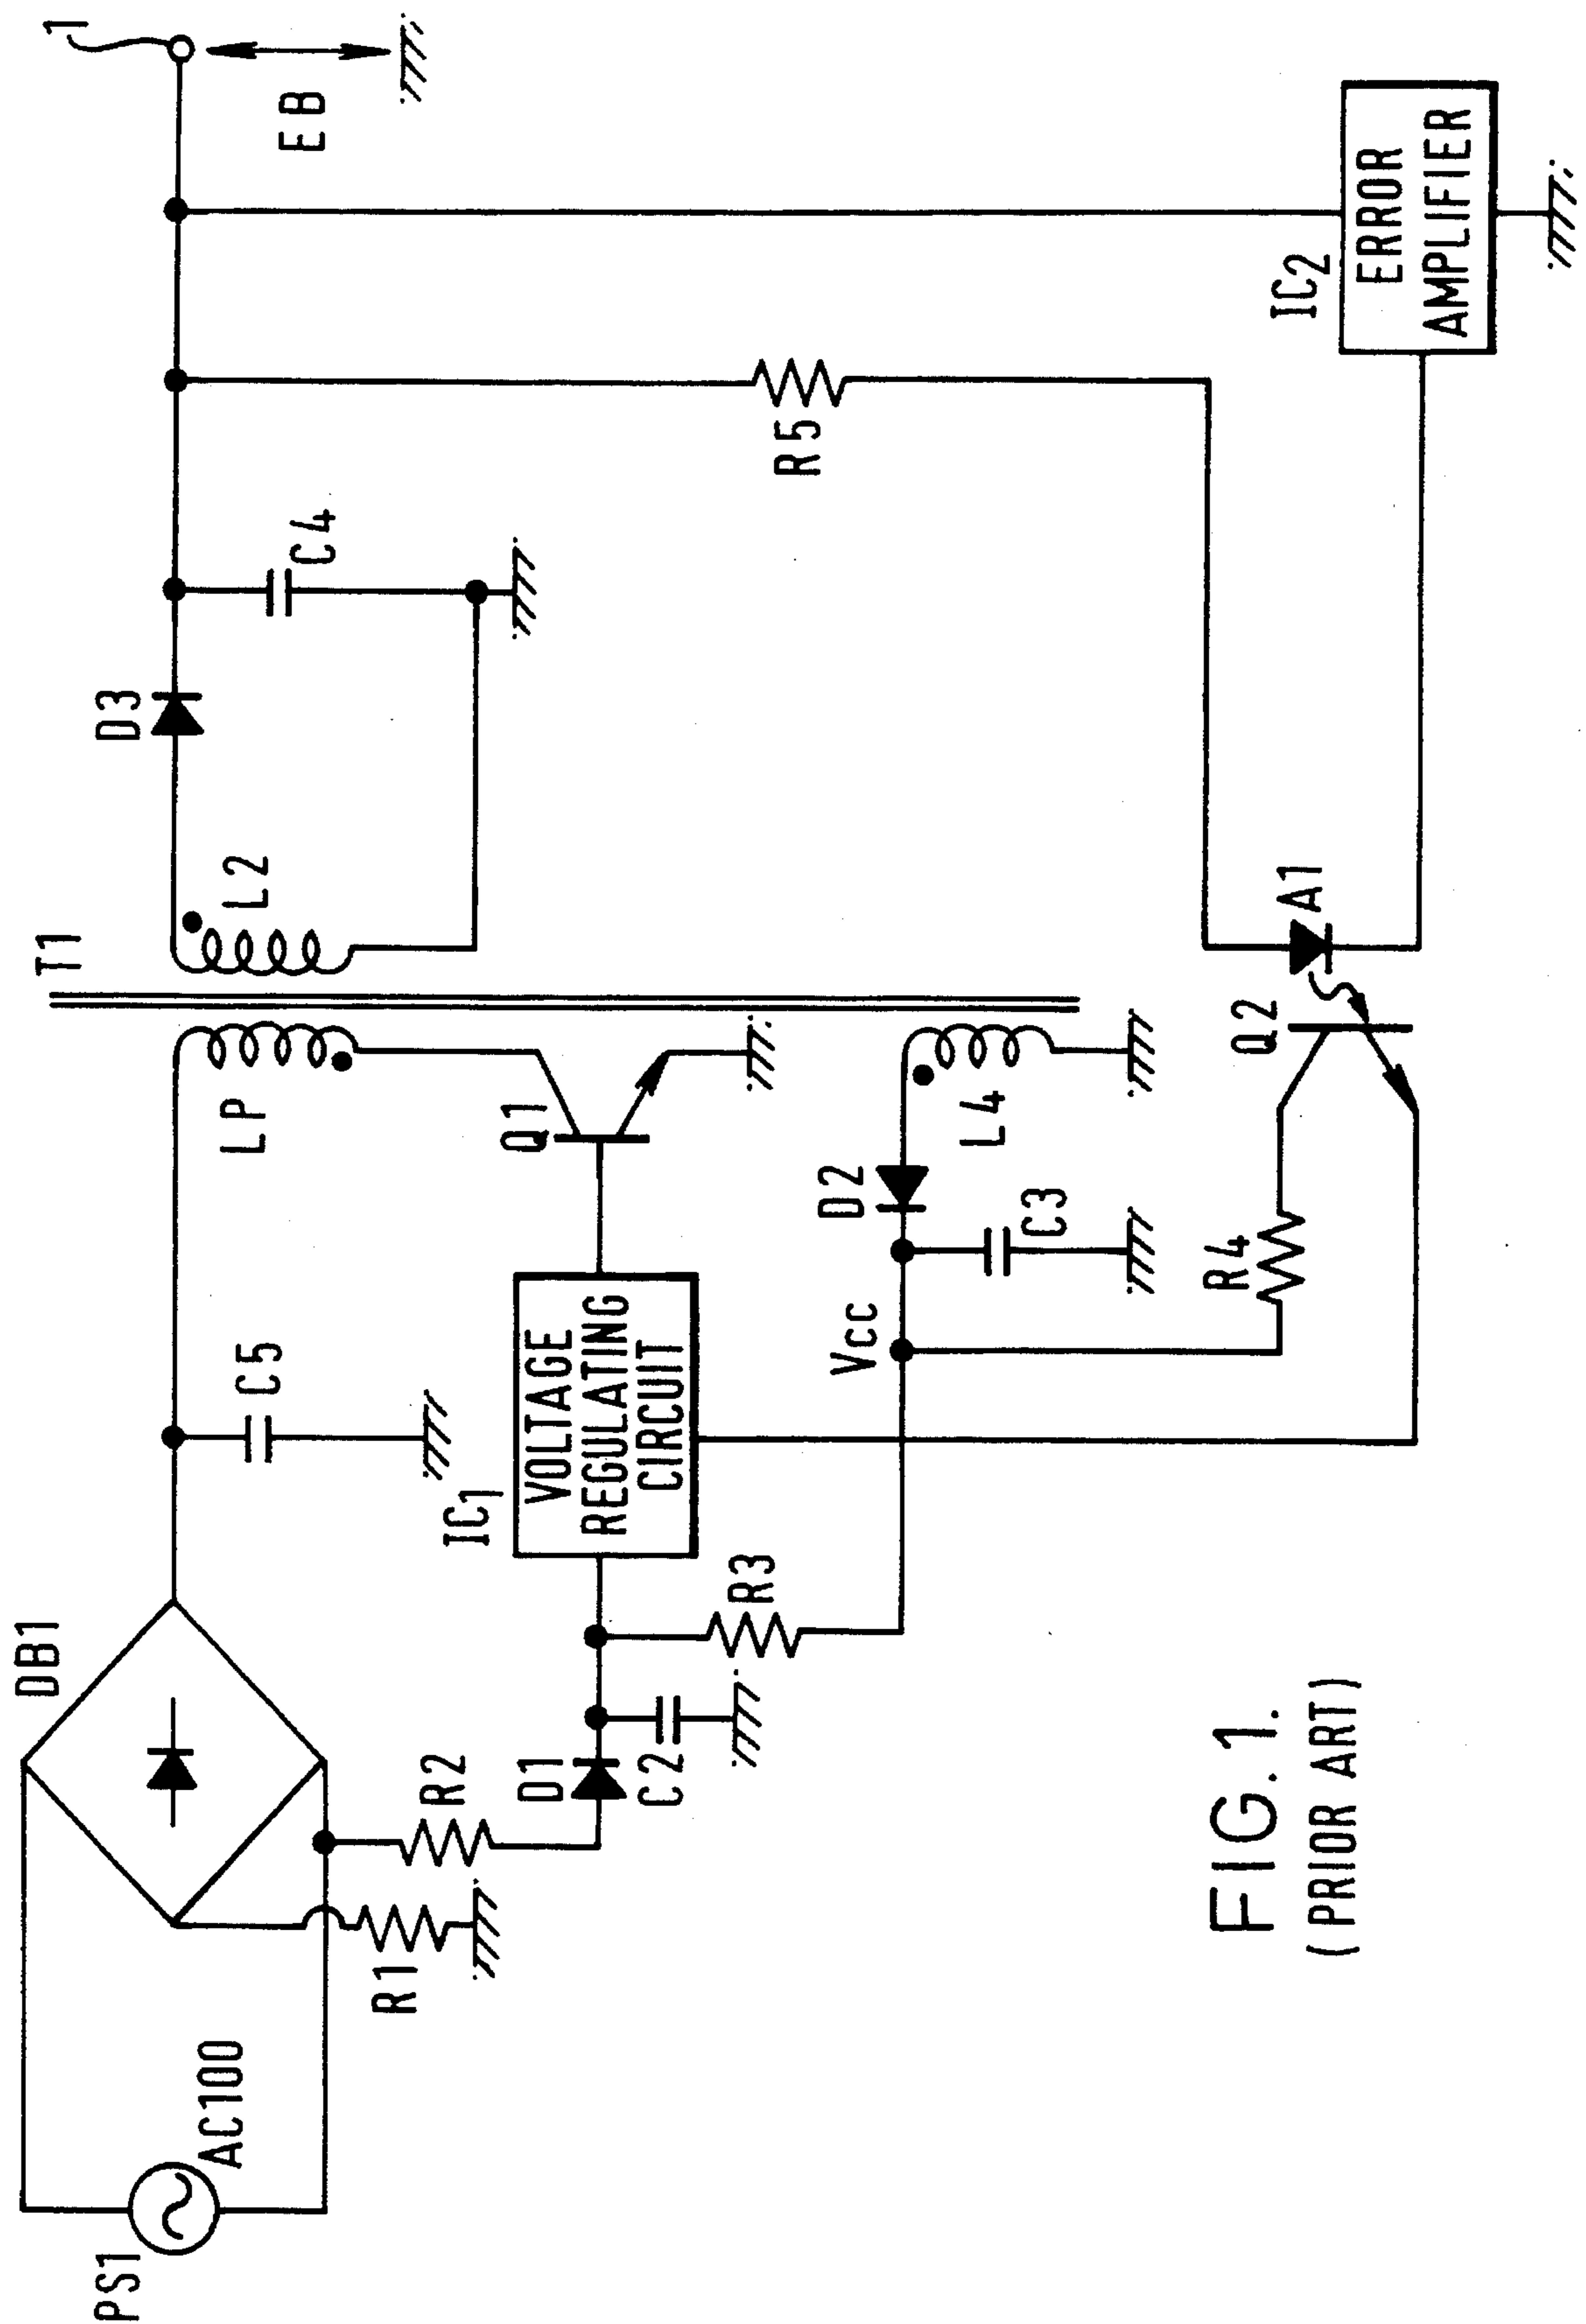 PS1
AC100
DB1
R1
R2
D1
C2
R3
C5
IC1
VOLTAGE
REGULATING
CIRCUIT
LP
Q1
T1
L2
D3
C4
R5
EB
1
Vcc
D2
C3
L4
R4
Q2
A1
IC2
ERROR
AMPLIFIER
FIG. 1.
(PRIOR ART)